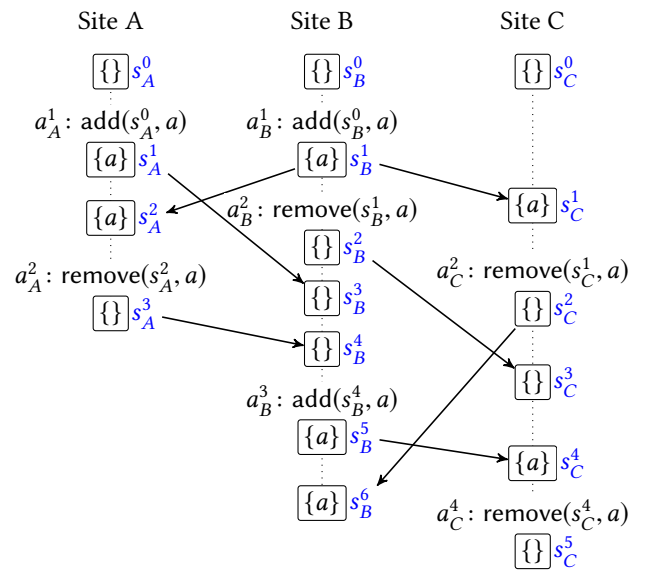 Site A Site B Site C
{} s_A^0 {} s_B^0 {} s_C^0
a_A^1: add(s_A^0, a) a_B^1: add(s_B^0, a)
{a} s_A^1 {a} s_B^1
{a} s_C^1
{a} s_A^2 a_B^2: remove(s_B^1, a)
{} s_B^2
a_A^2: remove(s_A^2, a) a_C^2: remove(s_C^1, a)
{} s_B^3
{} s_A^3 {} s_C^2
{} s_B^4
{} s_C^3
a_B^3: add(s_B^4, a)
{a} s_B^5
{a} s_C^4
{a} s_B^6
a_C^4: remove(s_C^4, a)
{} s_C^5